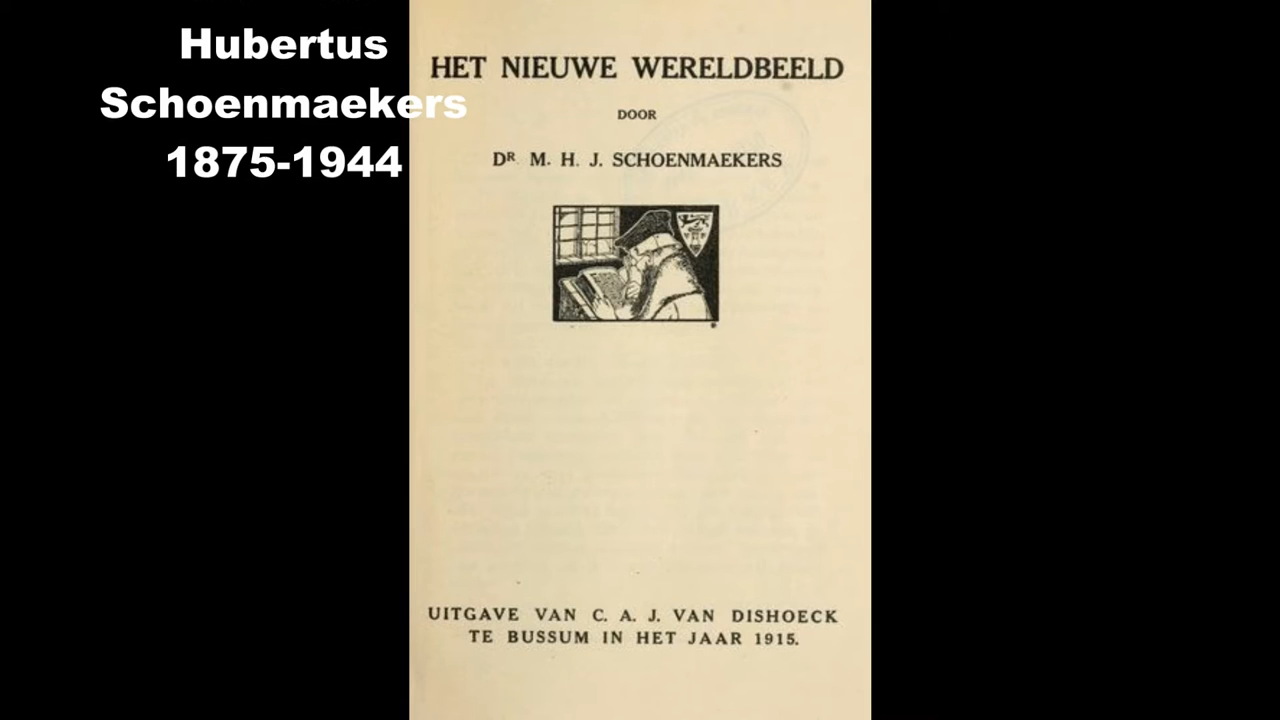 Hubertus
Schoenmaekers
1875-1944
HET NIEUWE WERELDBEELD
DOOR
DR. M. H. J. SCHOENMAEKERS
UITGAVE VAN C. A. J. VAN DISHOECK
TE BUSSUM IN HET JAAR 1915.